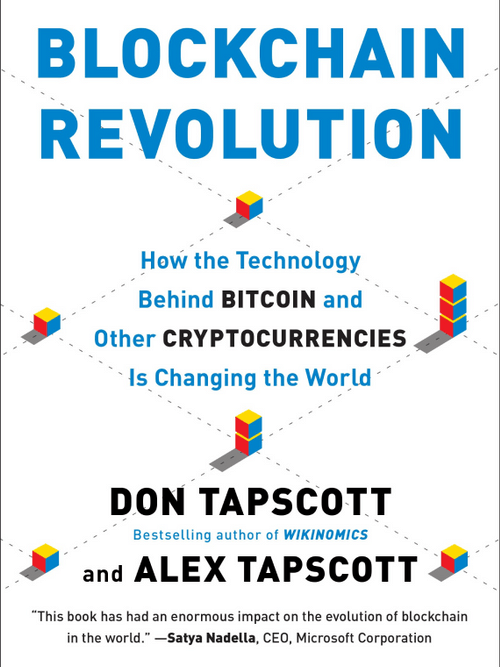 BLOCKCHAIN
REVOLUTION
How the Technology
Behind BITCOIN and
Other CRYPTOCURRENCIES
Is Changing the World
DON TAPSCOTT
Bestselling author of WIKINOMICS
and ALEX TAPSCOTT
“This book has had an enormous impact on the evolution of blockchain
in the world.” —Satya Nadella, CEO, Microsoft Corporation